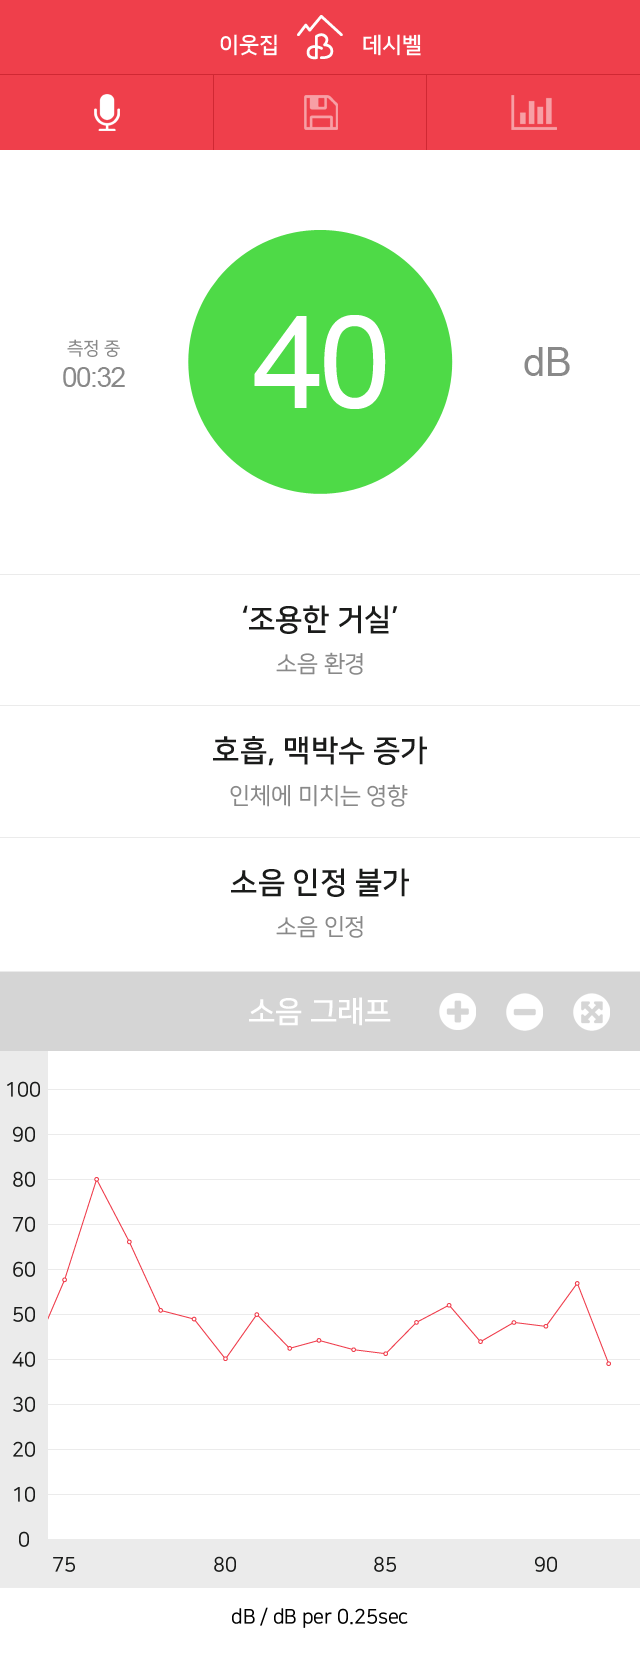 이웃집 데시벨
측정 중
00:32
40
dB
‘조용한 거실’
소음 환경
호흡, 맥박수 증가
인체에 미치는 영향
소음 인정 불가
소음 인정
소음 그래프
100
90
80
70
60
50
40
30
20
10
0
75 80 85 90
dB / dB per 0.25sec